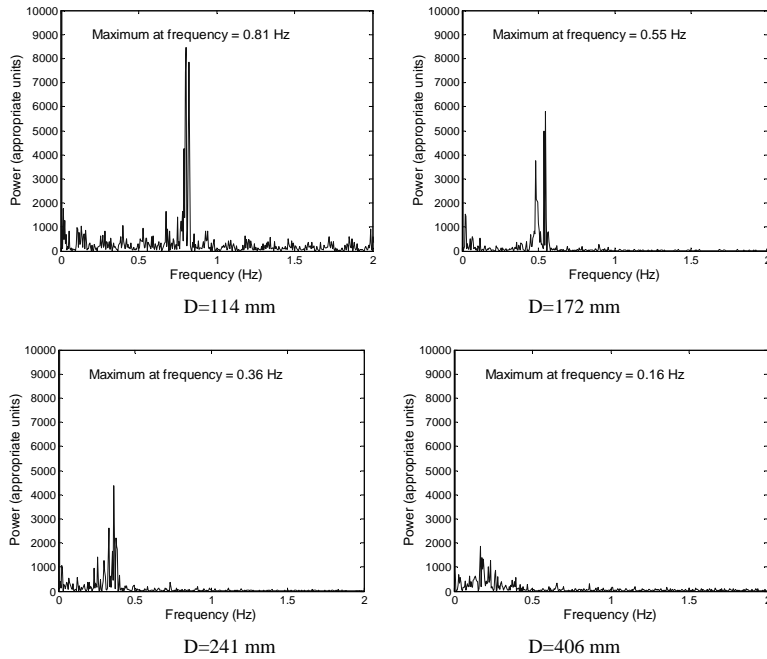 10000
9000
8000
7000
6000
5000
4000
3000
2000
1000
0
Power (appropriate units)
Maximum at frequency = 0.81 Hz
0 0.5 1 1.5 2
Frequency (Hz)
D=114 mm
10000
9000
8000
7000
6000
5000
4000
3000
2000
1000
0
Power (appropriate units)
Maximum at frequency = 0.55 Hz
0 0.5 1 1.5 2
Frequency (Hz)
D=172 mm
10000
9000
8000
7000
6000
5000
4000
3000
2000
1000
0
Power (appropriate units)
Maximum at frequency = 0.36 Hz
0 0.5 1 1.5 2
Frequency (Hz)
D=241 mm
10000
9000
8000
7000
6000
5000
4000
3000
2000
1000
0
Power (appropriate units)
Maximum at frequency = 0.16 Hz
0 0.5 1 1.5 2
Frequency (Hz)
D=406 mm